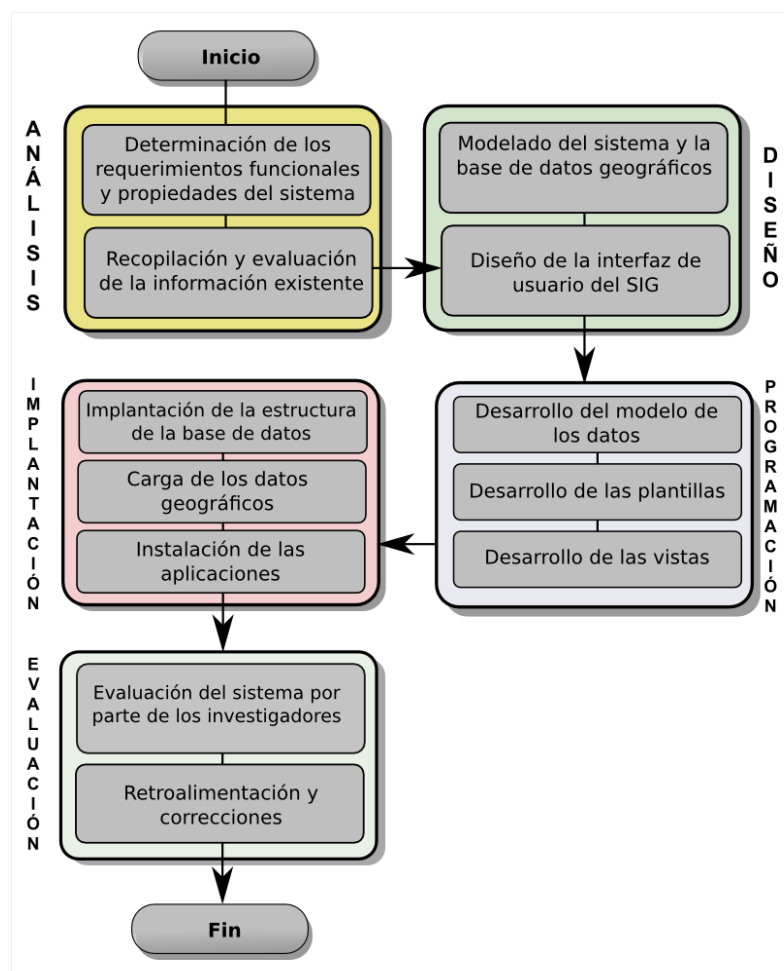 Inicio
ANÁLISIS
Determinación de los
requerimientos funcionales
y propiedades del sistema
Recopilación y evaluación
de la información existente
Modelado del sistema y la
base de datos geográficos
Diseño de la interfaz de
usuario del SIG
DISEÑO
PROGRAMACIÓN
Desarrollo del modelo de
los datos
Desarrollo de las plantillas
Desarrollo de las vistas
IMPLANTACIÓN
Implantación de la estructura
de la base de datos
Carga de los datos
geográficos
Instalación de las
aplicaciones
EVALUACIÓN
Evaluación del sistema por
parte de los investigadores
Retroalimentación y
correcciones
Fin